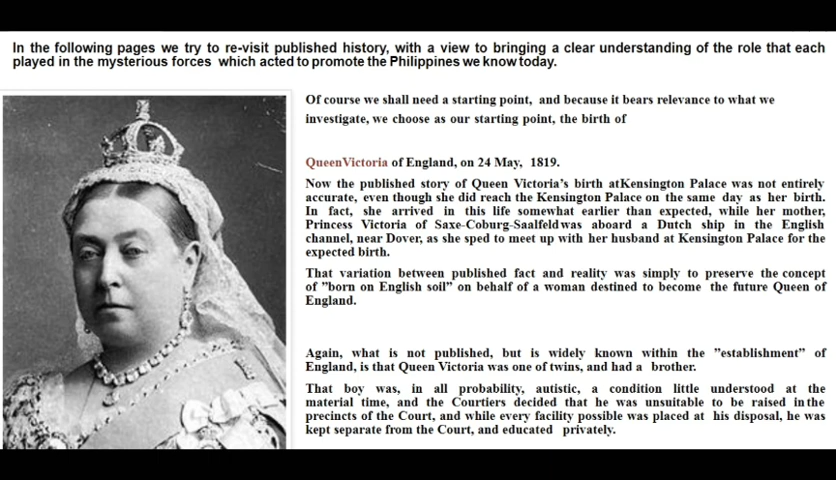 In the following pages we try to re-visit published history, with a view to bringing a clear understanding of the role that each
played in the mysterious forces which acted to promote the Philippines we know today.
Of course we shall need a starting point, and because it bears relevance to what we
investigate, we choose as our starting point, the birth of
QueenVictoria of England, on 24 May, 1819.
Now the published story of Queen Victoria's birth atKensington Palace was not entirely
accurate, even though she did reach the Kensington Palace on the same day as her birth.
In fact, she arrived in this life somewhat earlier than expected, while her mother,
Princess Victoria of Saxe-Coburg-Saalfeldwas aboard a Dutch ship in the English
channel, near Dover, as she sped to meet up with her husband at Kensington Palace for the
expected birth.
That variation between published fact and reality was simply to preserve the concept
of "born on English soil" on behalf of a woman destined to become the future Queen of
England.
Again, what is not published, but is widely known within the "establishment" of
England, is that Queen Victoria was one of twins, and had a brother.
That boy was, in all probability, autistic, a condition little understood at the
material time, and the Courtiers decided that he was unsuitable to be raised in the
precincts of the Court, and while every facility possible was placed at his disposal, he was
kept separate from the Court, and educated privately.